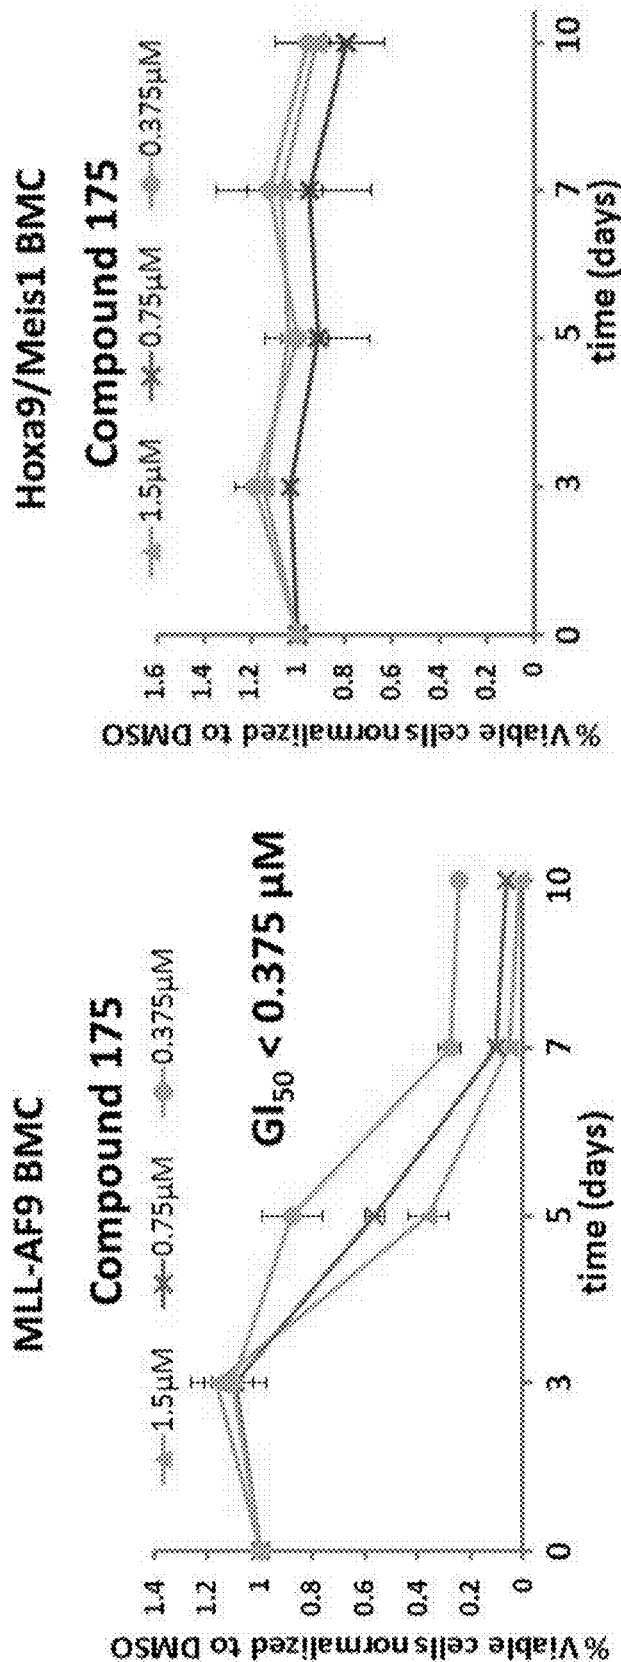 MLL-AF9 BMC
Compound 175
1.5µM 0.75µM 0.375µM
GI50 < 0.375 µM
% Viable cells normalized to DMSO
1.4
1.2
1
0.8
0.6
0.4
0.2
0
0 3 5 7 10
time (days)
Hoxa9/Meis1 BMC
Compound 175
1.5µM 0.75µM 0.375µM
% Viable cells normalized to DMSO
1.6
1.4
1.2
1
0.8
0.6
0.4
0.2
0
0 3 5 7 10
time (days)